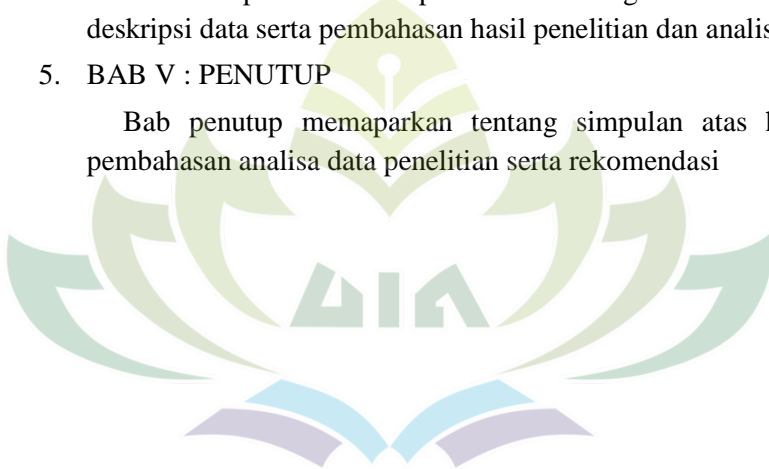 deskripsi data serta pembahasan hasil penelitian dan analis
5. BAB V : PENUTUP
Bab penutup memaparkan tentang simpulan atas
pembahasan analisa data penelitian serta rekomendasi
UIN